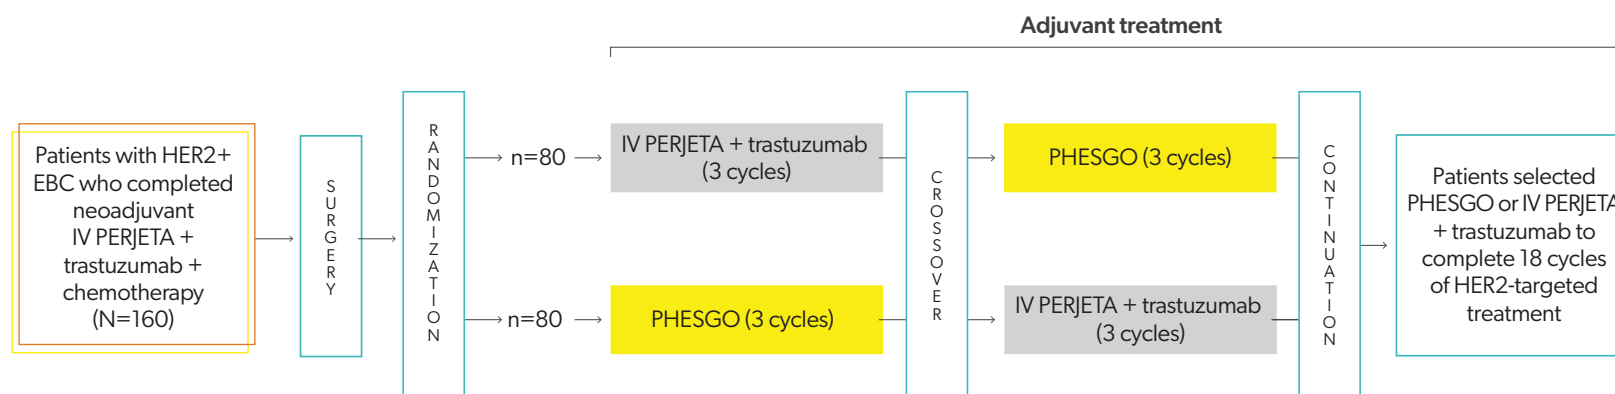 Adjuvant treatment
Patients with HER2+
EBC who completed
neoadjuvant
IV PERJETA +
trastuzumab +
chemotherapy
(N=160)
SURGERY
RANDOMIZATION
n=80
IV PERJETA + trastuzumab
(3 cycles)
n=80
PHESGO (3 cycles)
CROSSOVER
PHESGO (3 cycles)
IV PERJETA + trastuzumab
(3 cycles)
CONTINUATION
Patients selected
PHESGO or IV PERJETA
+ trastuzumab to
complete 18 cycles
of HER2-targeted
treatment